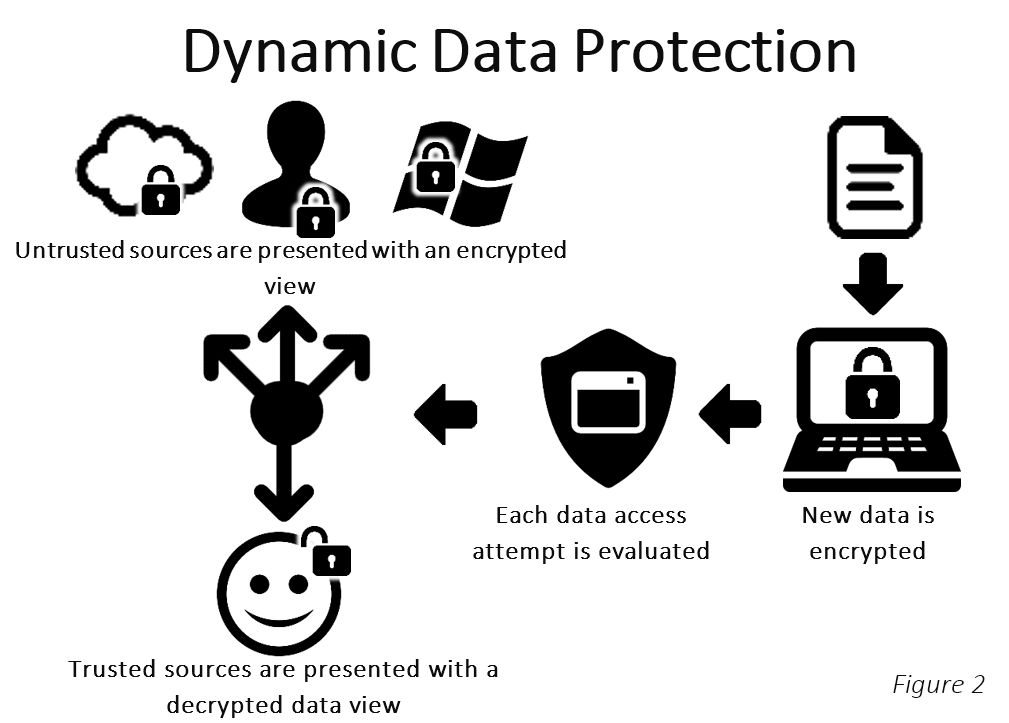 Dynamic Data Protection
Untrusted sources are presented with an encrypted
view
Each data access
attempt is evaluated
New data is
encrypted
Trusted sources are presented with a
decrypted data view
Figure 2